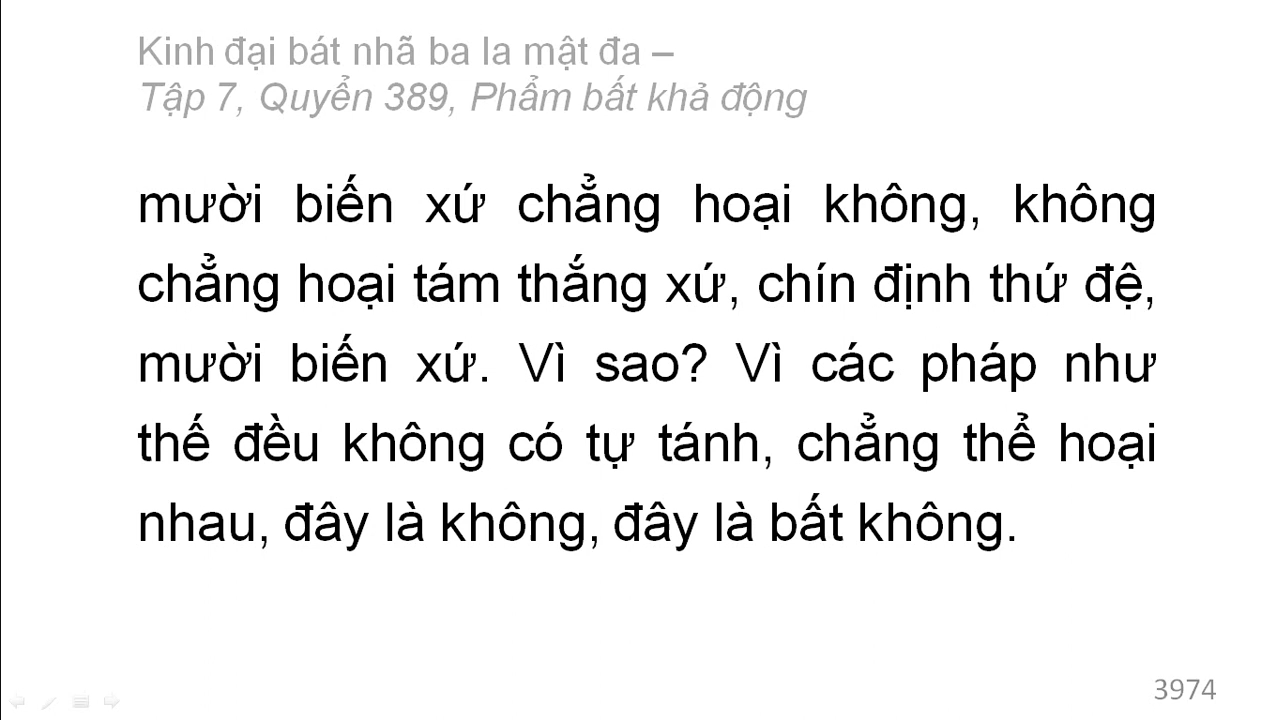 Kinh đại bát nhã ba la mật đa –
Tập 7, Quyển 389, Phẩm bất khả động
mười biến xứ chẳng hoại không, không
chẳng hoại tám thắng xứ, chín định thứ đệ,
mười biến xứ. Vì sao? Vì các pháp như
thế đều không có tự tánh, chẳng thể hoại
nhau, đây là không, đây là bất không.
3974